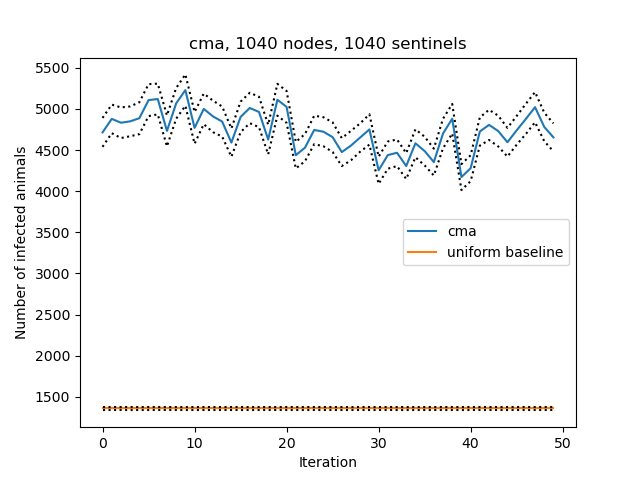 cma, 1040 nodes, 1040 sentinels
Number of infected animals
5500
5000
4500
4000
3500
3000
2500
2000
1500
cma
uniform baseline
0 10 20 30 40 50
Iteration